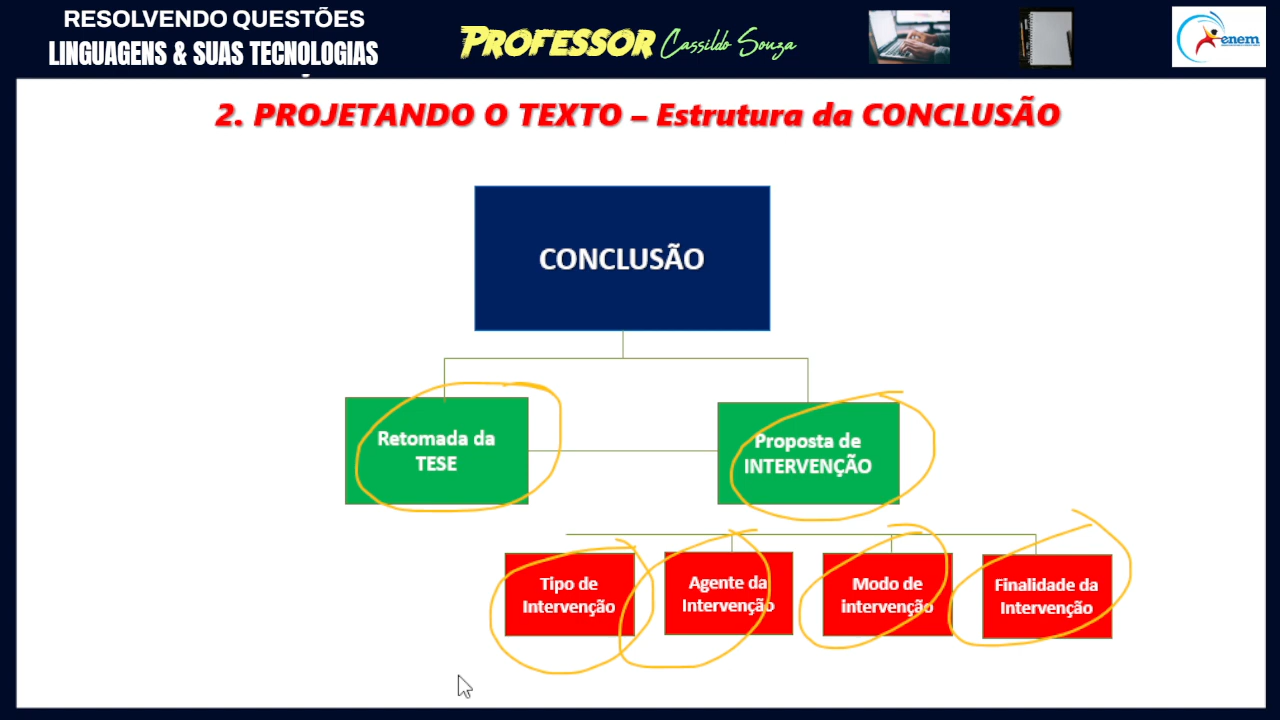 RESOLVENDO QUESTÕES
LINGUAGENS & SUAS TECNOLOGIAS
PROFESSOR Cassildo Souza
enem
2. PROJETANDO O TEXTO – Estrutura da CONCLUSÃO
CONCLUSÃO
Retomada da
TESE
Proposta de
INTERVENÇÃO
Tipo de
Intervenção
Agente da
Intervenção
Modo de
intervenção
Finalidade da
Intervenção